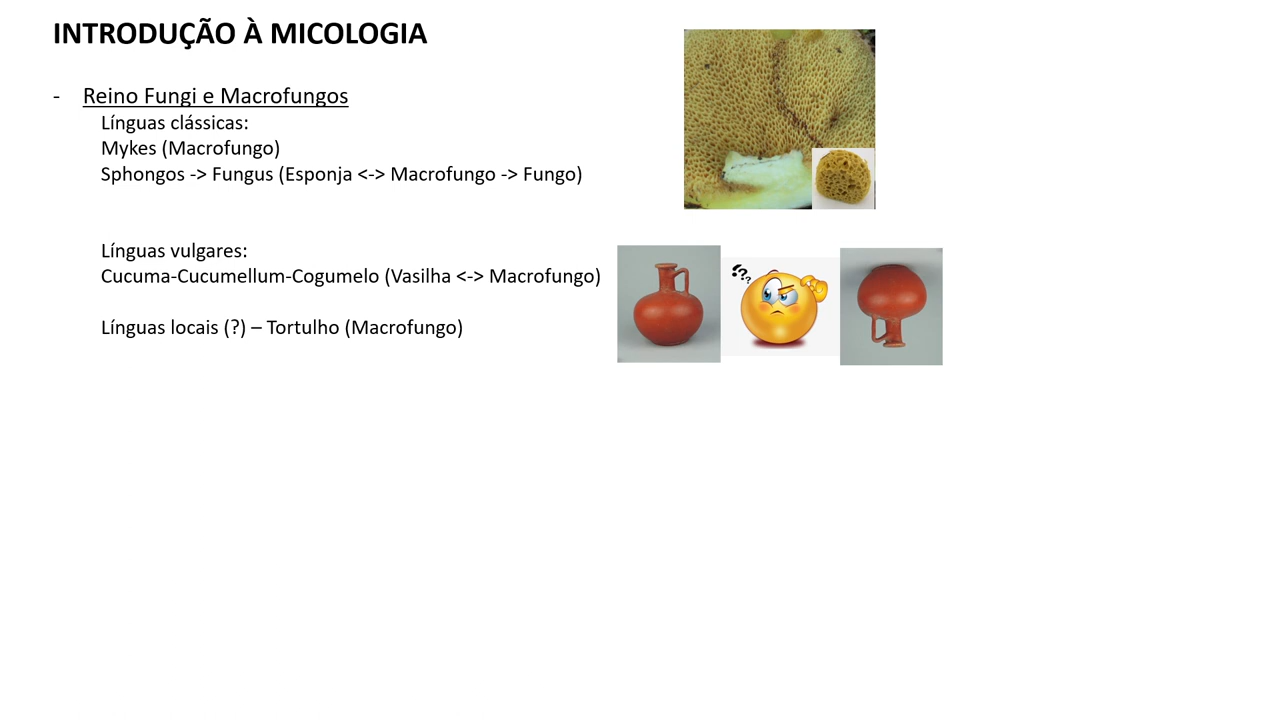 INTRODUÇÃO À MICOLOGIA
- Reino Fungi e Macrofungos
Línguas clássicas:
Mykes (Macrofungo)
Sphongos -> Fungus (Esponja <-> Macrofungo -> Fungo)
Línguas vulgares:
Cucuma-Cucumellum-Cogumelo (Vasilha <-> Macrofungo)
???
Línguas locais (?) – Tortulho (Macrofungo)